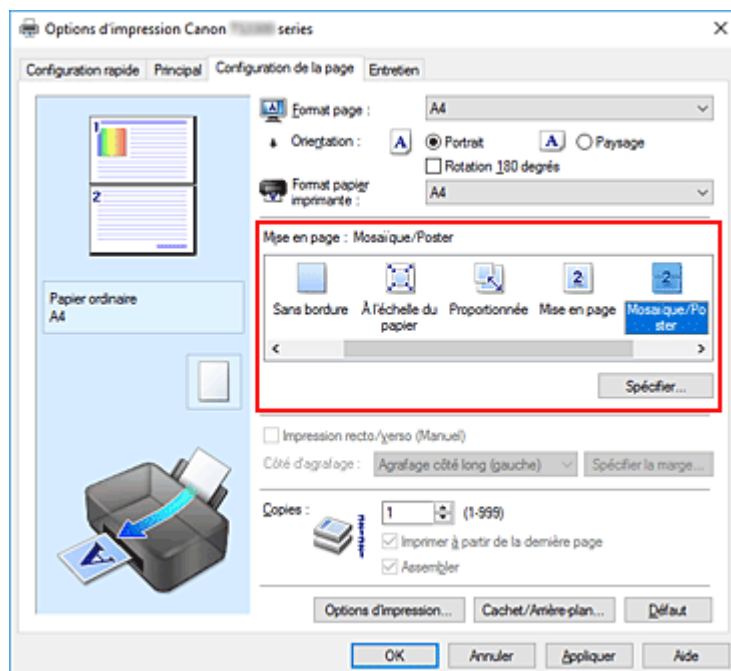 Options d'impression Canon series
Configuration rapide Principal Configuration de la page Entretien
1
2
Papier ordinaire
A4
Format page : A4
Orientation : A Portrait A Paysage
Rotation 180 degrés
Format papier imprimante : A4
Mise en page : Mosaïque/Poster
2 2
Sans bordure À l'échelle du papier Proportionnée Mise en page Mosaïque/Poster
Spécifier...
Impression recto/verso (Manuel)
Côté d'agrafage : Agrafage côté long (gauche) Spécifier la marge...
Copies : 1 (1-999)
Imprimer à partir de la dernière page
Assembler
Options d'impression... Cachet/Arrière-plan... Défaut
OK Annuler Appliquer Aide